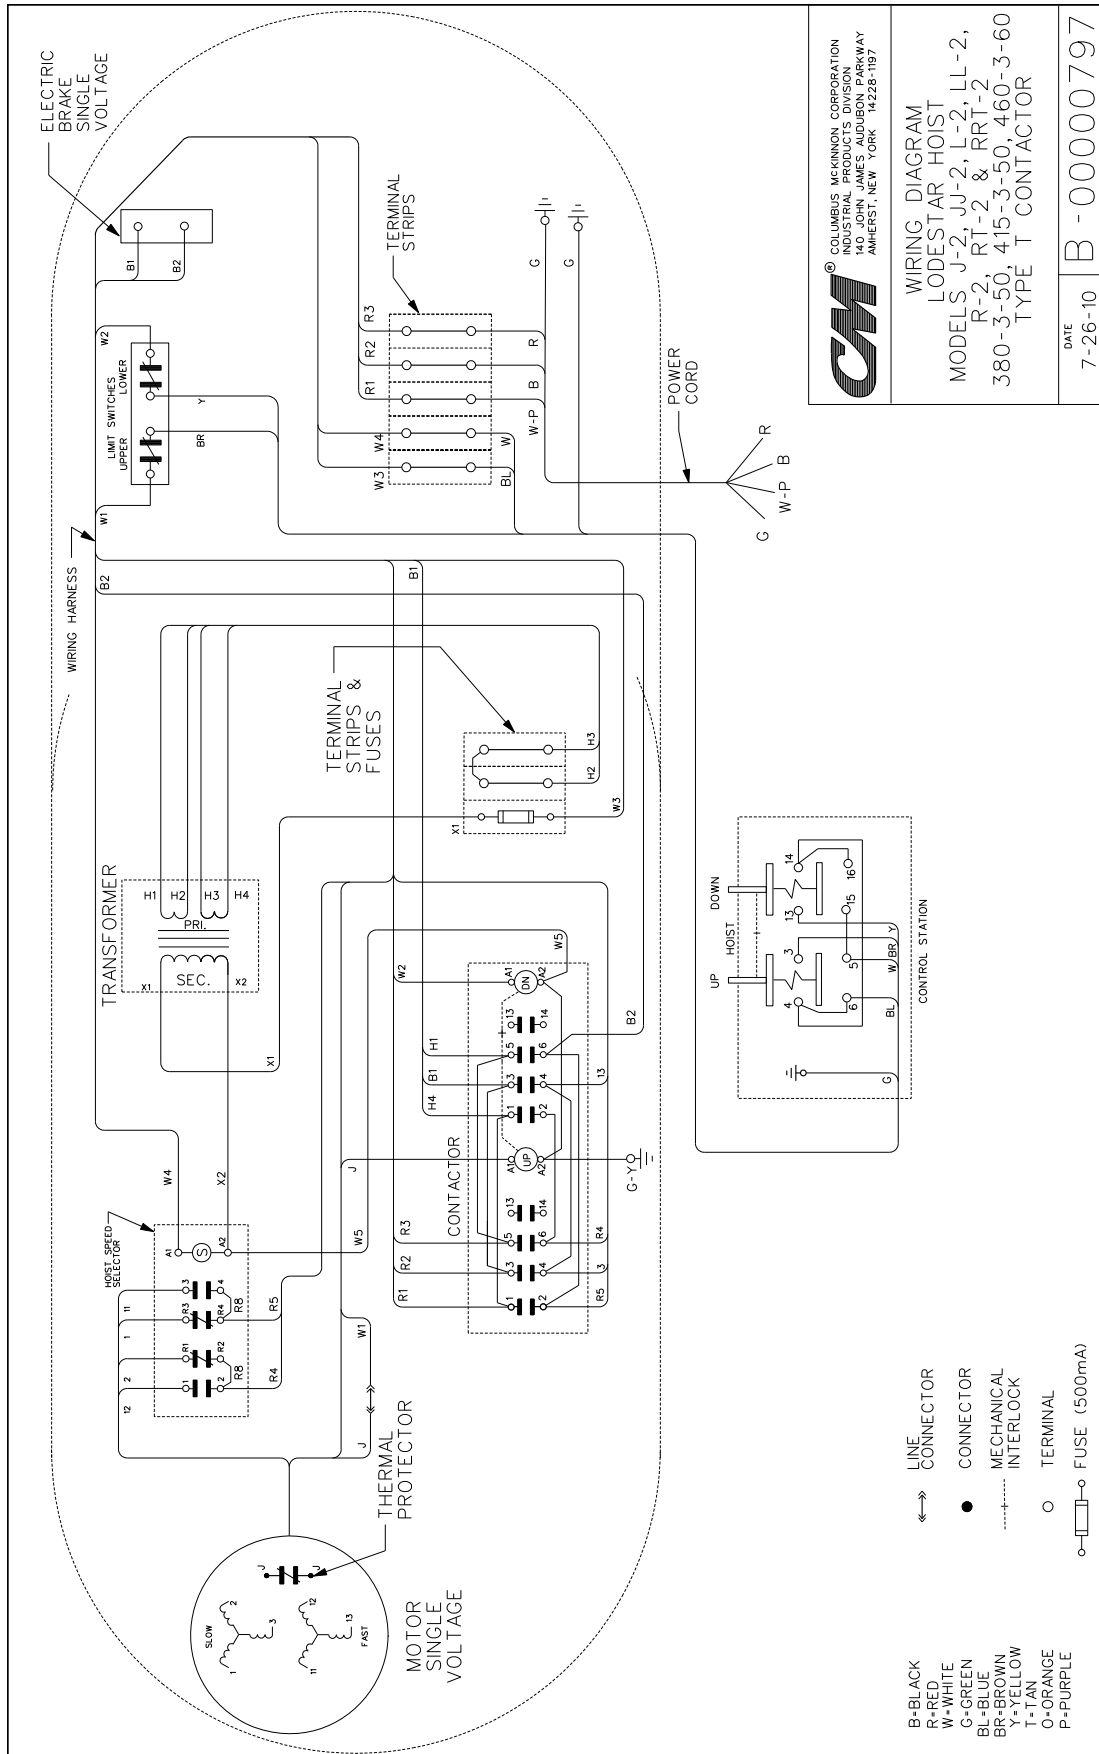 ELECTRIC
BRAKE
SINGLE
VOLTAGE
B1
B2
W2
LIMIT SWITCHES
UPPER
LOWER
Y
BR
W1
WIRING HARNESS
B2
TERMINAL
STRIPS
R3
R2
R1
W4
W3
R
B
W-P
W
BL
G
G
POWER
CORD
R
B
W-P
G
B1
TRANSFORMER
H1
H2
H3
H4
PRI.
SEC.
X1
X2
X1
TERMINAL
STRIPS &
FUSES
X1
H3
H2
W3
W4
X2
HOIST SPEED
SELECTOR
A1
S
A2
3
4
R3
R4
R1
R2
1
2
R8
R8
11
1
2
12
R5
R4
W5
J
W1
J
THERMAL
PROTECTOR
MOTOR
SINGLE
VOLTAGE
SLOW
1
2
3
FAST
11
12
13
J
J
CONTACTOR
W2
H1
B1
H4
R3
R2
R1
A1
DN
A2
W5
13
14
5
6
3
4
1
2
B2
13
A1
UP
A2
G-Y
13
14
5
6
3
4
1
2
R4
3
R5
HOIST
UP
DOWN
4
3
13
14
6
5
15
16
BL
W
BR
Y
G
CONTROL STATION
CM®
COLUMBUS MCKINNON CORPORATION
INDUSTRIAL PRODUCTS DIVISION
140 JOHN JAMES AUDUBON PARKWAY
AMHERST, NEW YORK 14228-1197
WIRING DIAGRAM
LODESTAR HOIST
MODELS J-2, JJ-2, L-2, LL-2,
R-2, RT-2 & RRT-2
380-3-50, 415-3-50, 460-3-60
TYPE T CONTACTOR
DATE
7-26-10
B -00000797
LINE
CONNECTOR
CONNECTOR
MECHANICAL
INTERLOCK
TERMINAL
FUSE (500mA)
B=BLACK
R=RED
W=WHITE
G=GREEN
BL=BLUE
BR=BROWN
Y=YELLOW
T=TAN
O=ORANGE
P=PURPLE